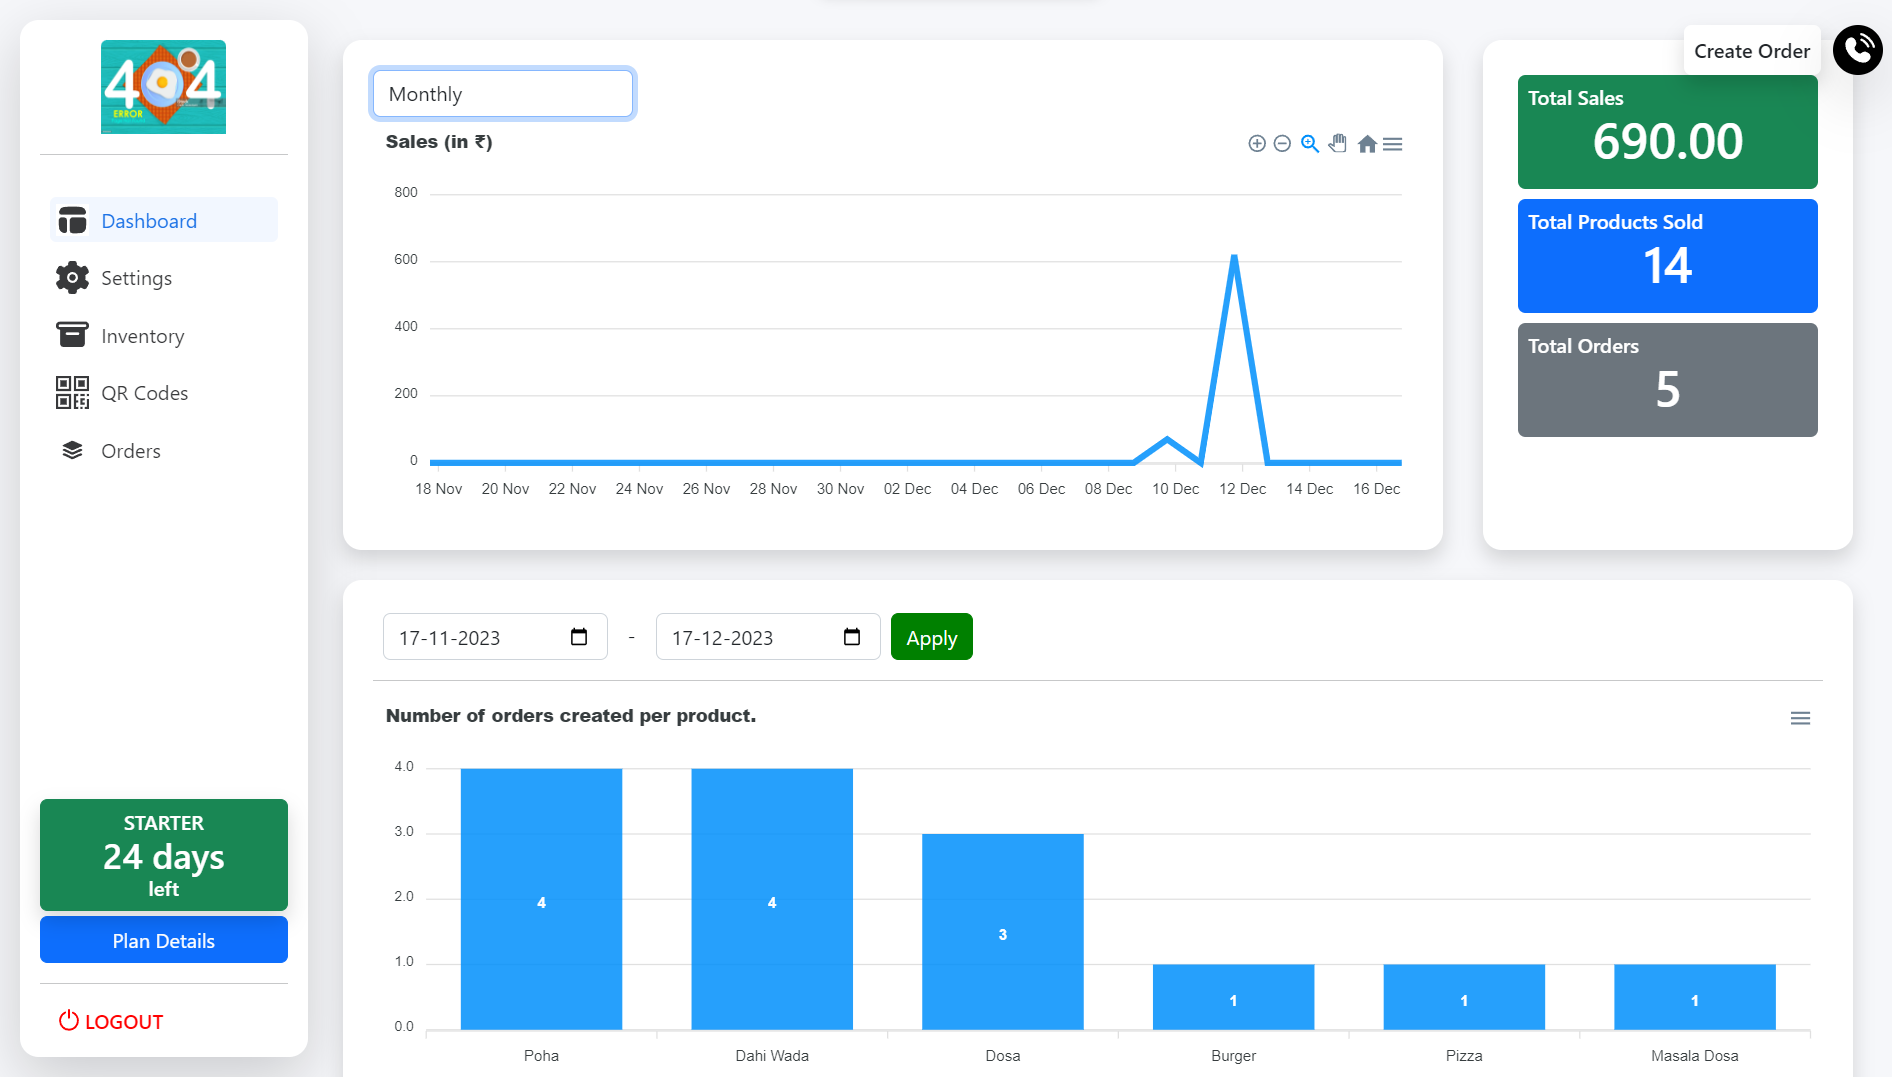 404
ERROR
Dashboard
Settings
Inventory
QR Codes
Orders
STARTER
24 days
left
Plan Details
LOGOUT
Monthly
Sales (in ₹)
800
600
400
200
0
18 Nov 20 Nov 22 Nov 24 Nov 26 Nov 28 Nov 30 Nov 02 Dec 04 Dec 06 Dec 08 Dec 10 Dec 12 Dec 14 Dec 16 Dec
Create Order
Total Sales
690.00
Total Products Sold
14
Total Orders
5
17-11-2023 - 17-12-2023 Apply
Number of orders created per product.
4.0
3.0
2.0
1.0
0.0
4 4 3 1 1 1
Poha Dahi Wada Dosa Burger Pizza Masala Dosa